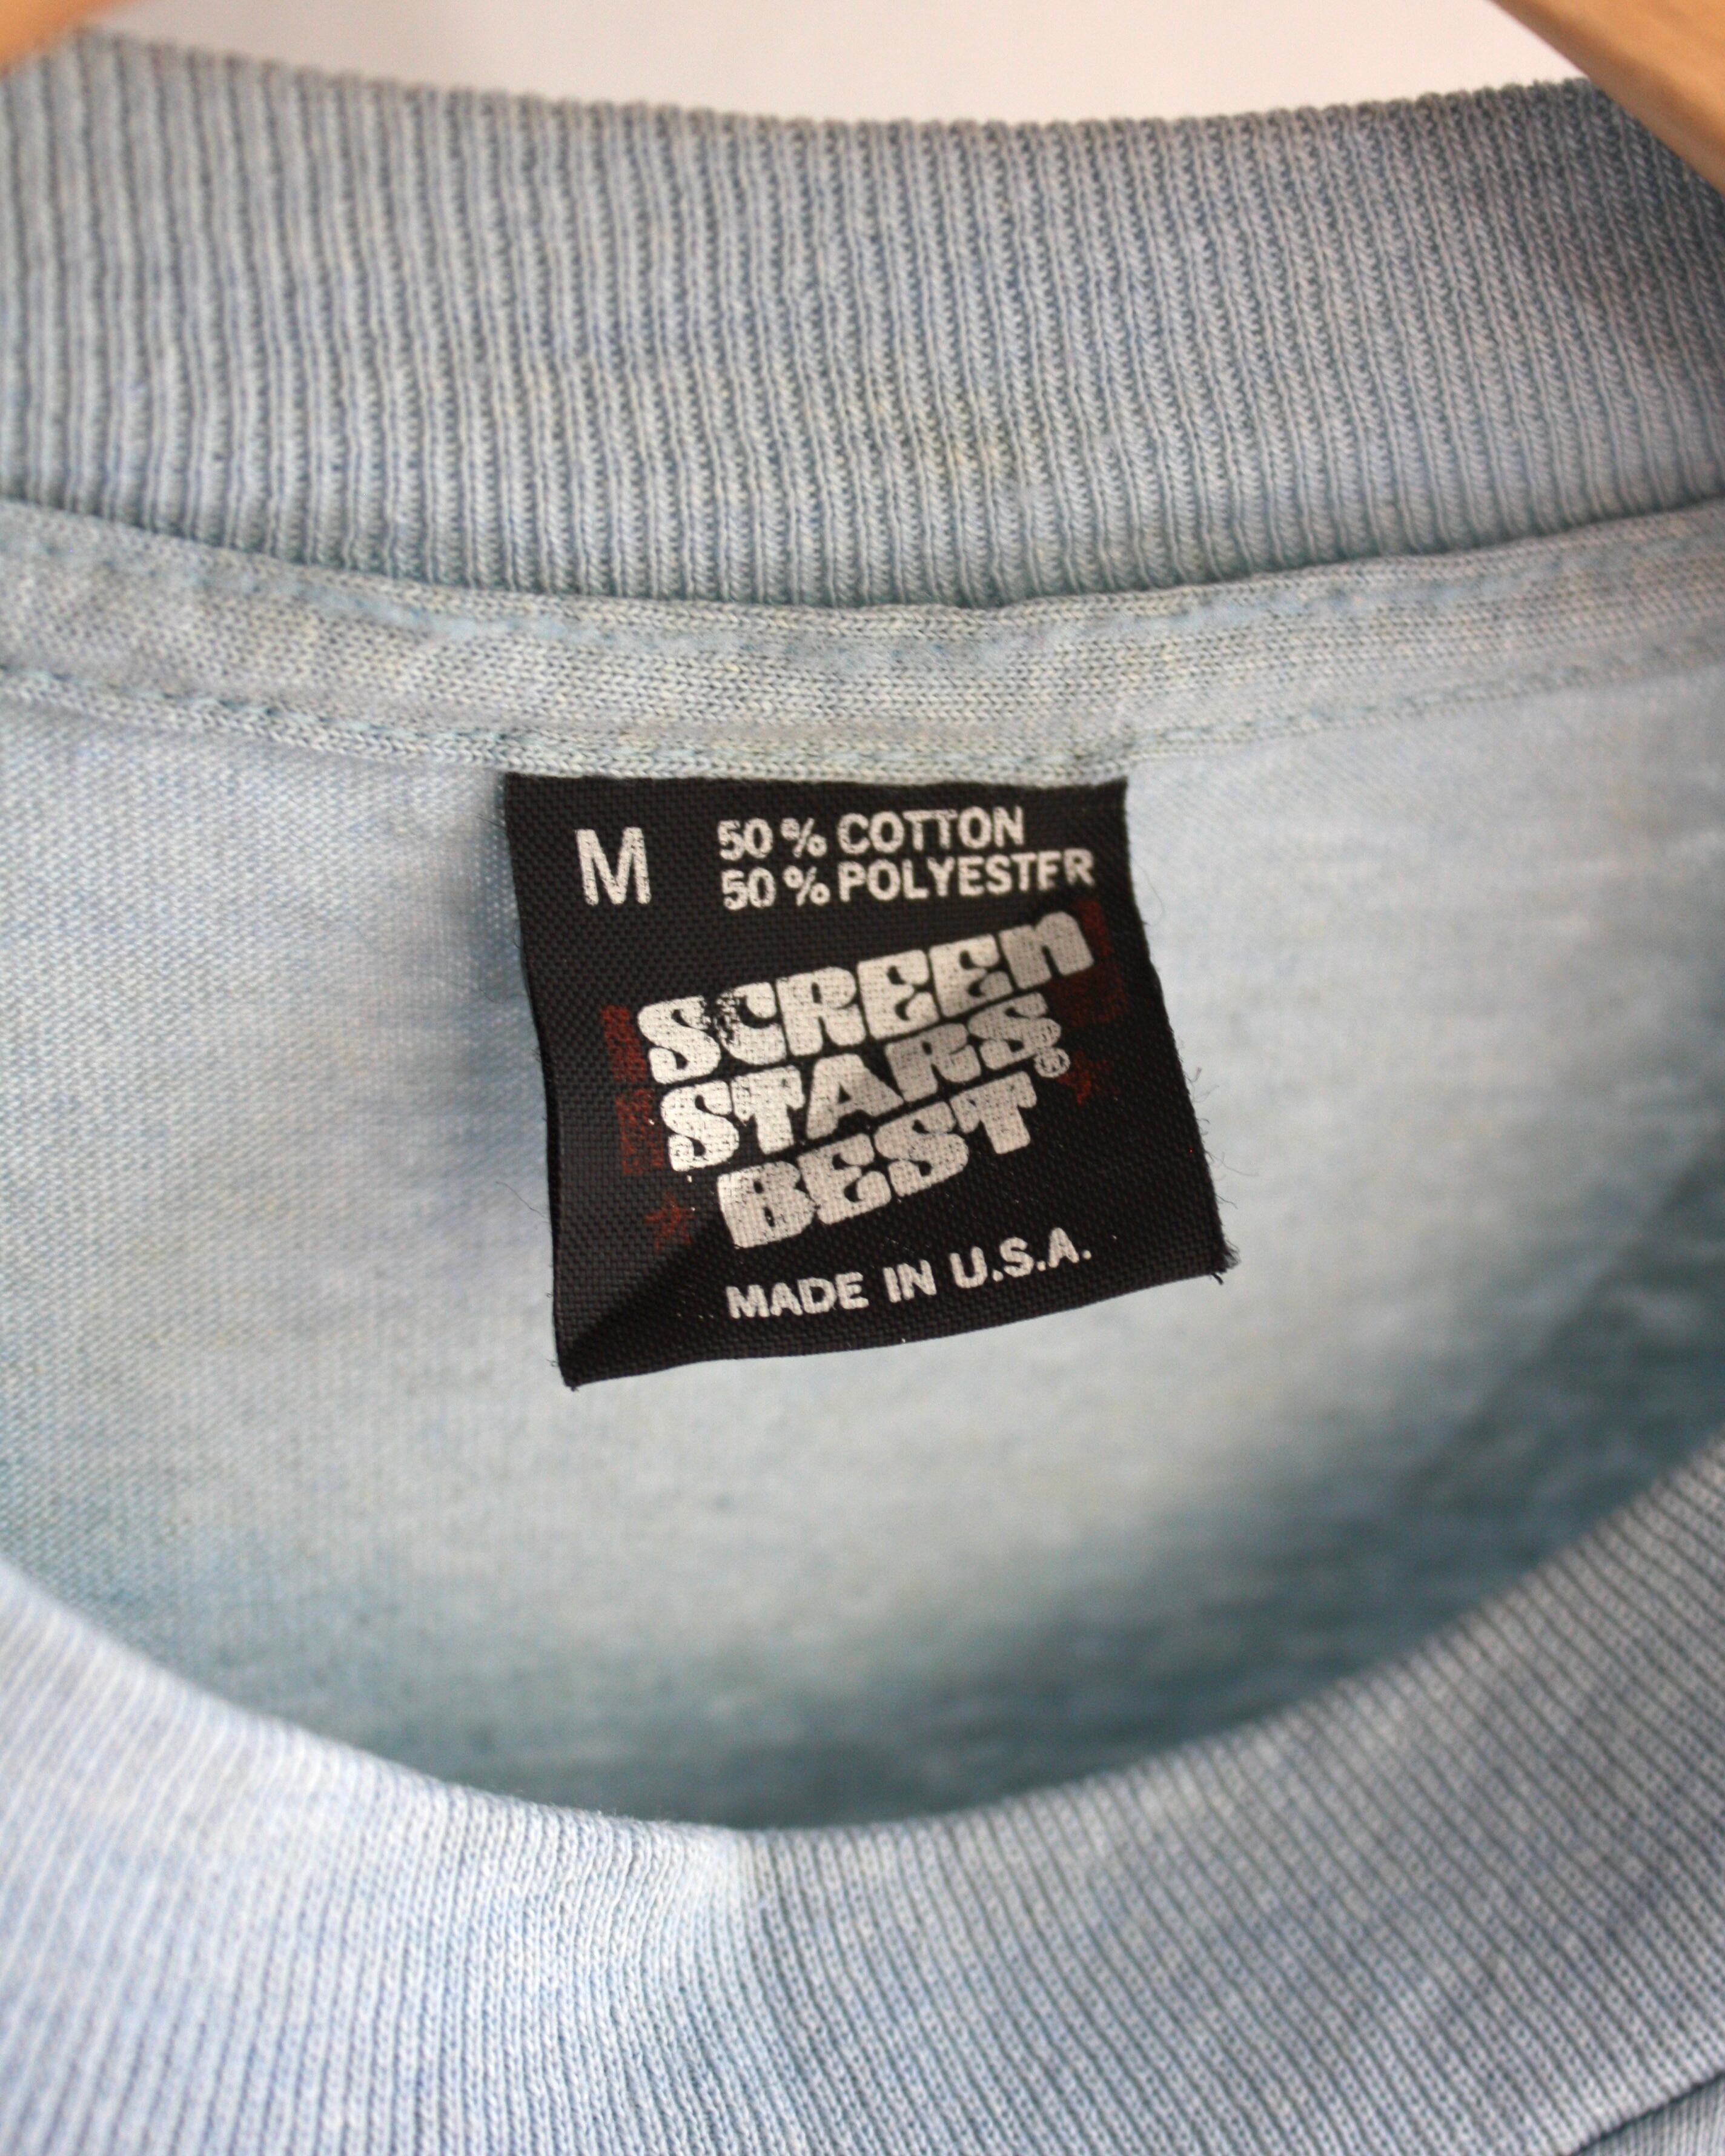 M
50% COTTON
50% POLYESTER
SCREEN
STARS
BEST®
MADE IN U.S.A.